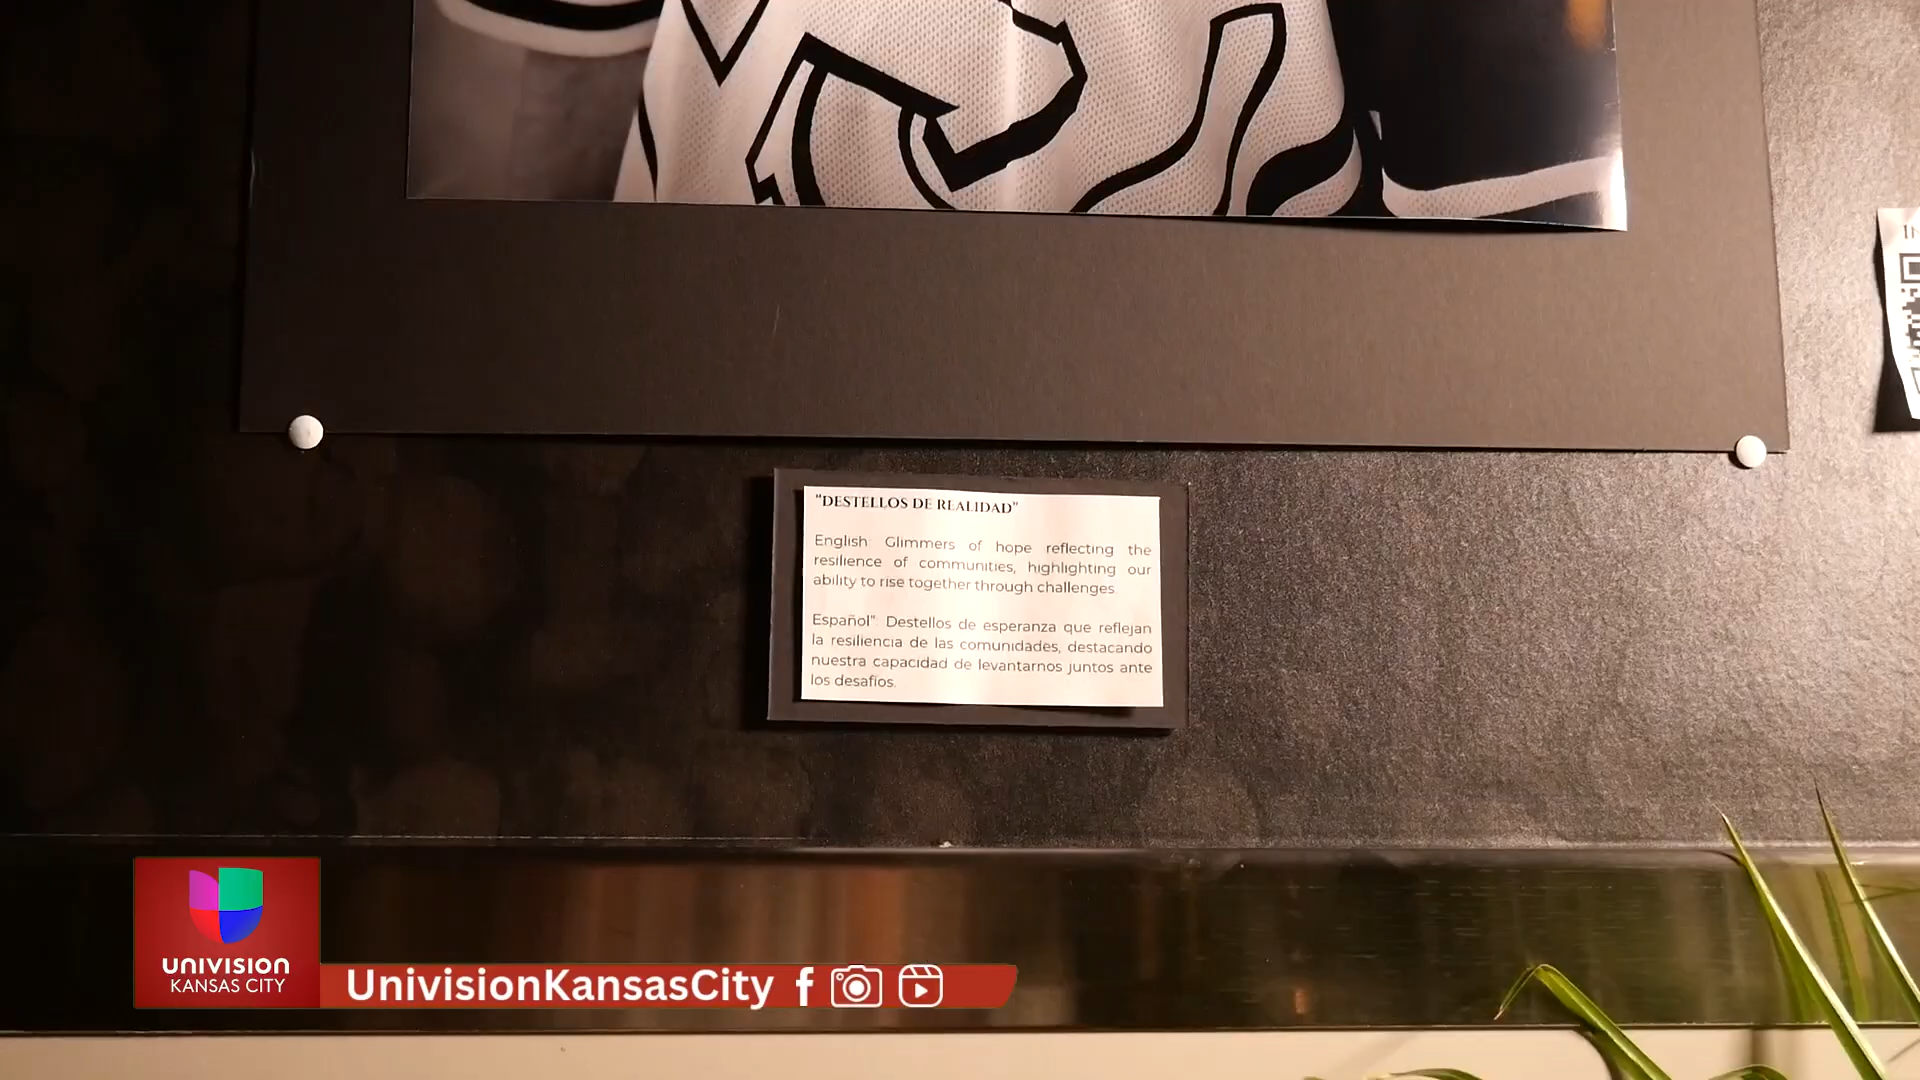 "DESTELLOS DE REALIDAD"
English: Glimmers of hope reflecting the
resilience of communities, highlighting our
ability to rise together through challenges.
Español": Destellos de esperanza que reflejan
la resiliencia de las comunidades, destacando
nuestra capacidad de levantarnos juntos ante
los desafíos.
UNIVISION
KANSAS CITY
UnivisionKansasCity